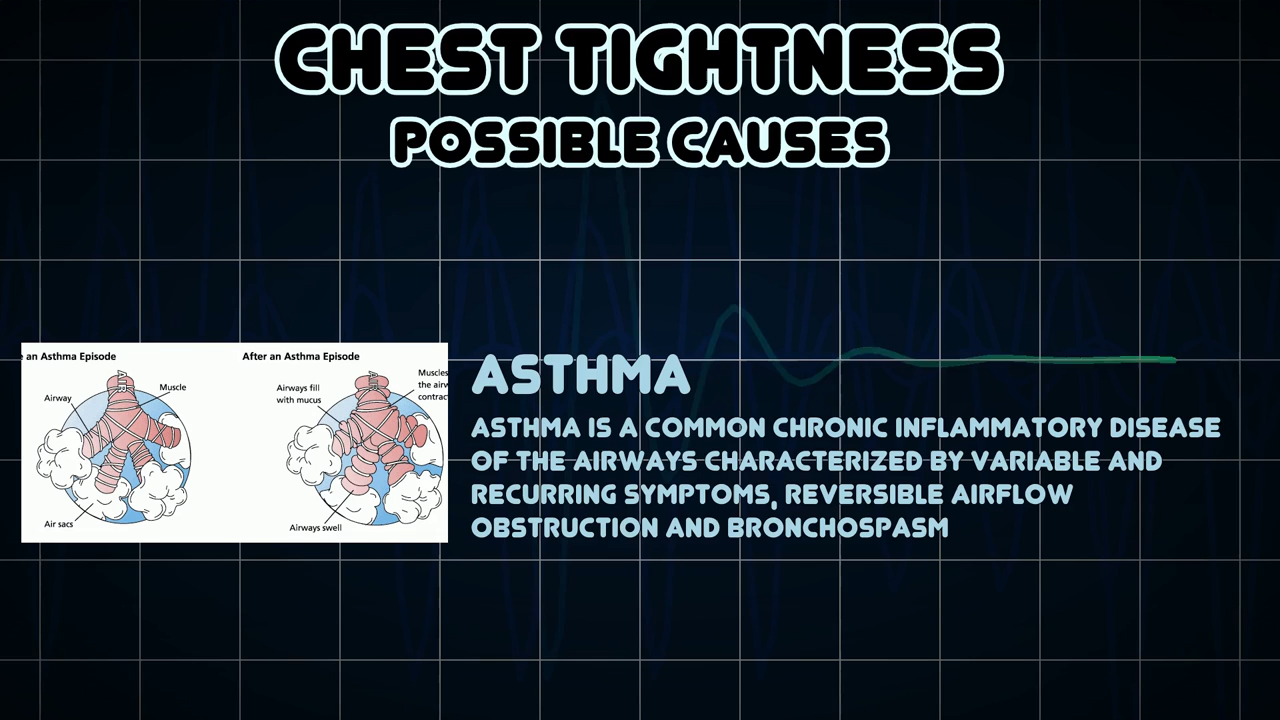 CHEST TIGHTNESS
POSSIBLE CAUSES
e an Asthma Episode
After an Asthma Episode
Muscle
Airway
Air sacs
Airways fill
with mucus
Muscles
the airw
contrac
Airways swell
ASTHMA
ASTHMA IS A COMMON CHRONIC INFLAMMATORY DISEASE
OF THE AIRWAYS CHARACTERIZED BY VARIABLE AND
RECURRING SYMPTOMS, REVERSIBLE AIRFLOW
OBSTRUCTION AND BRONCHOSPASM